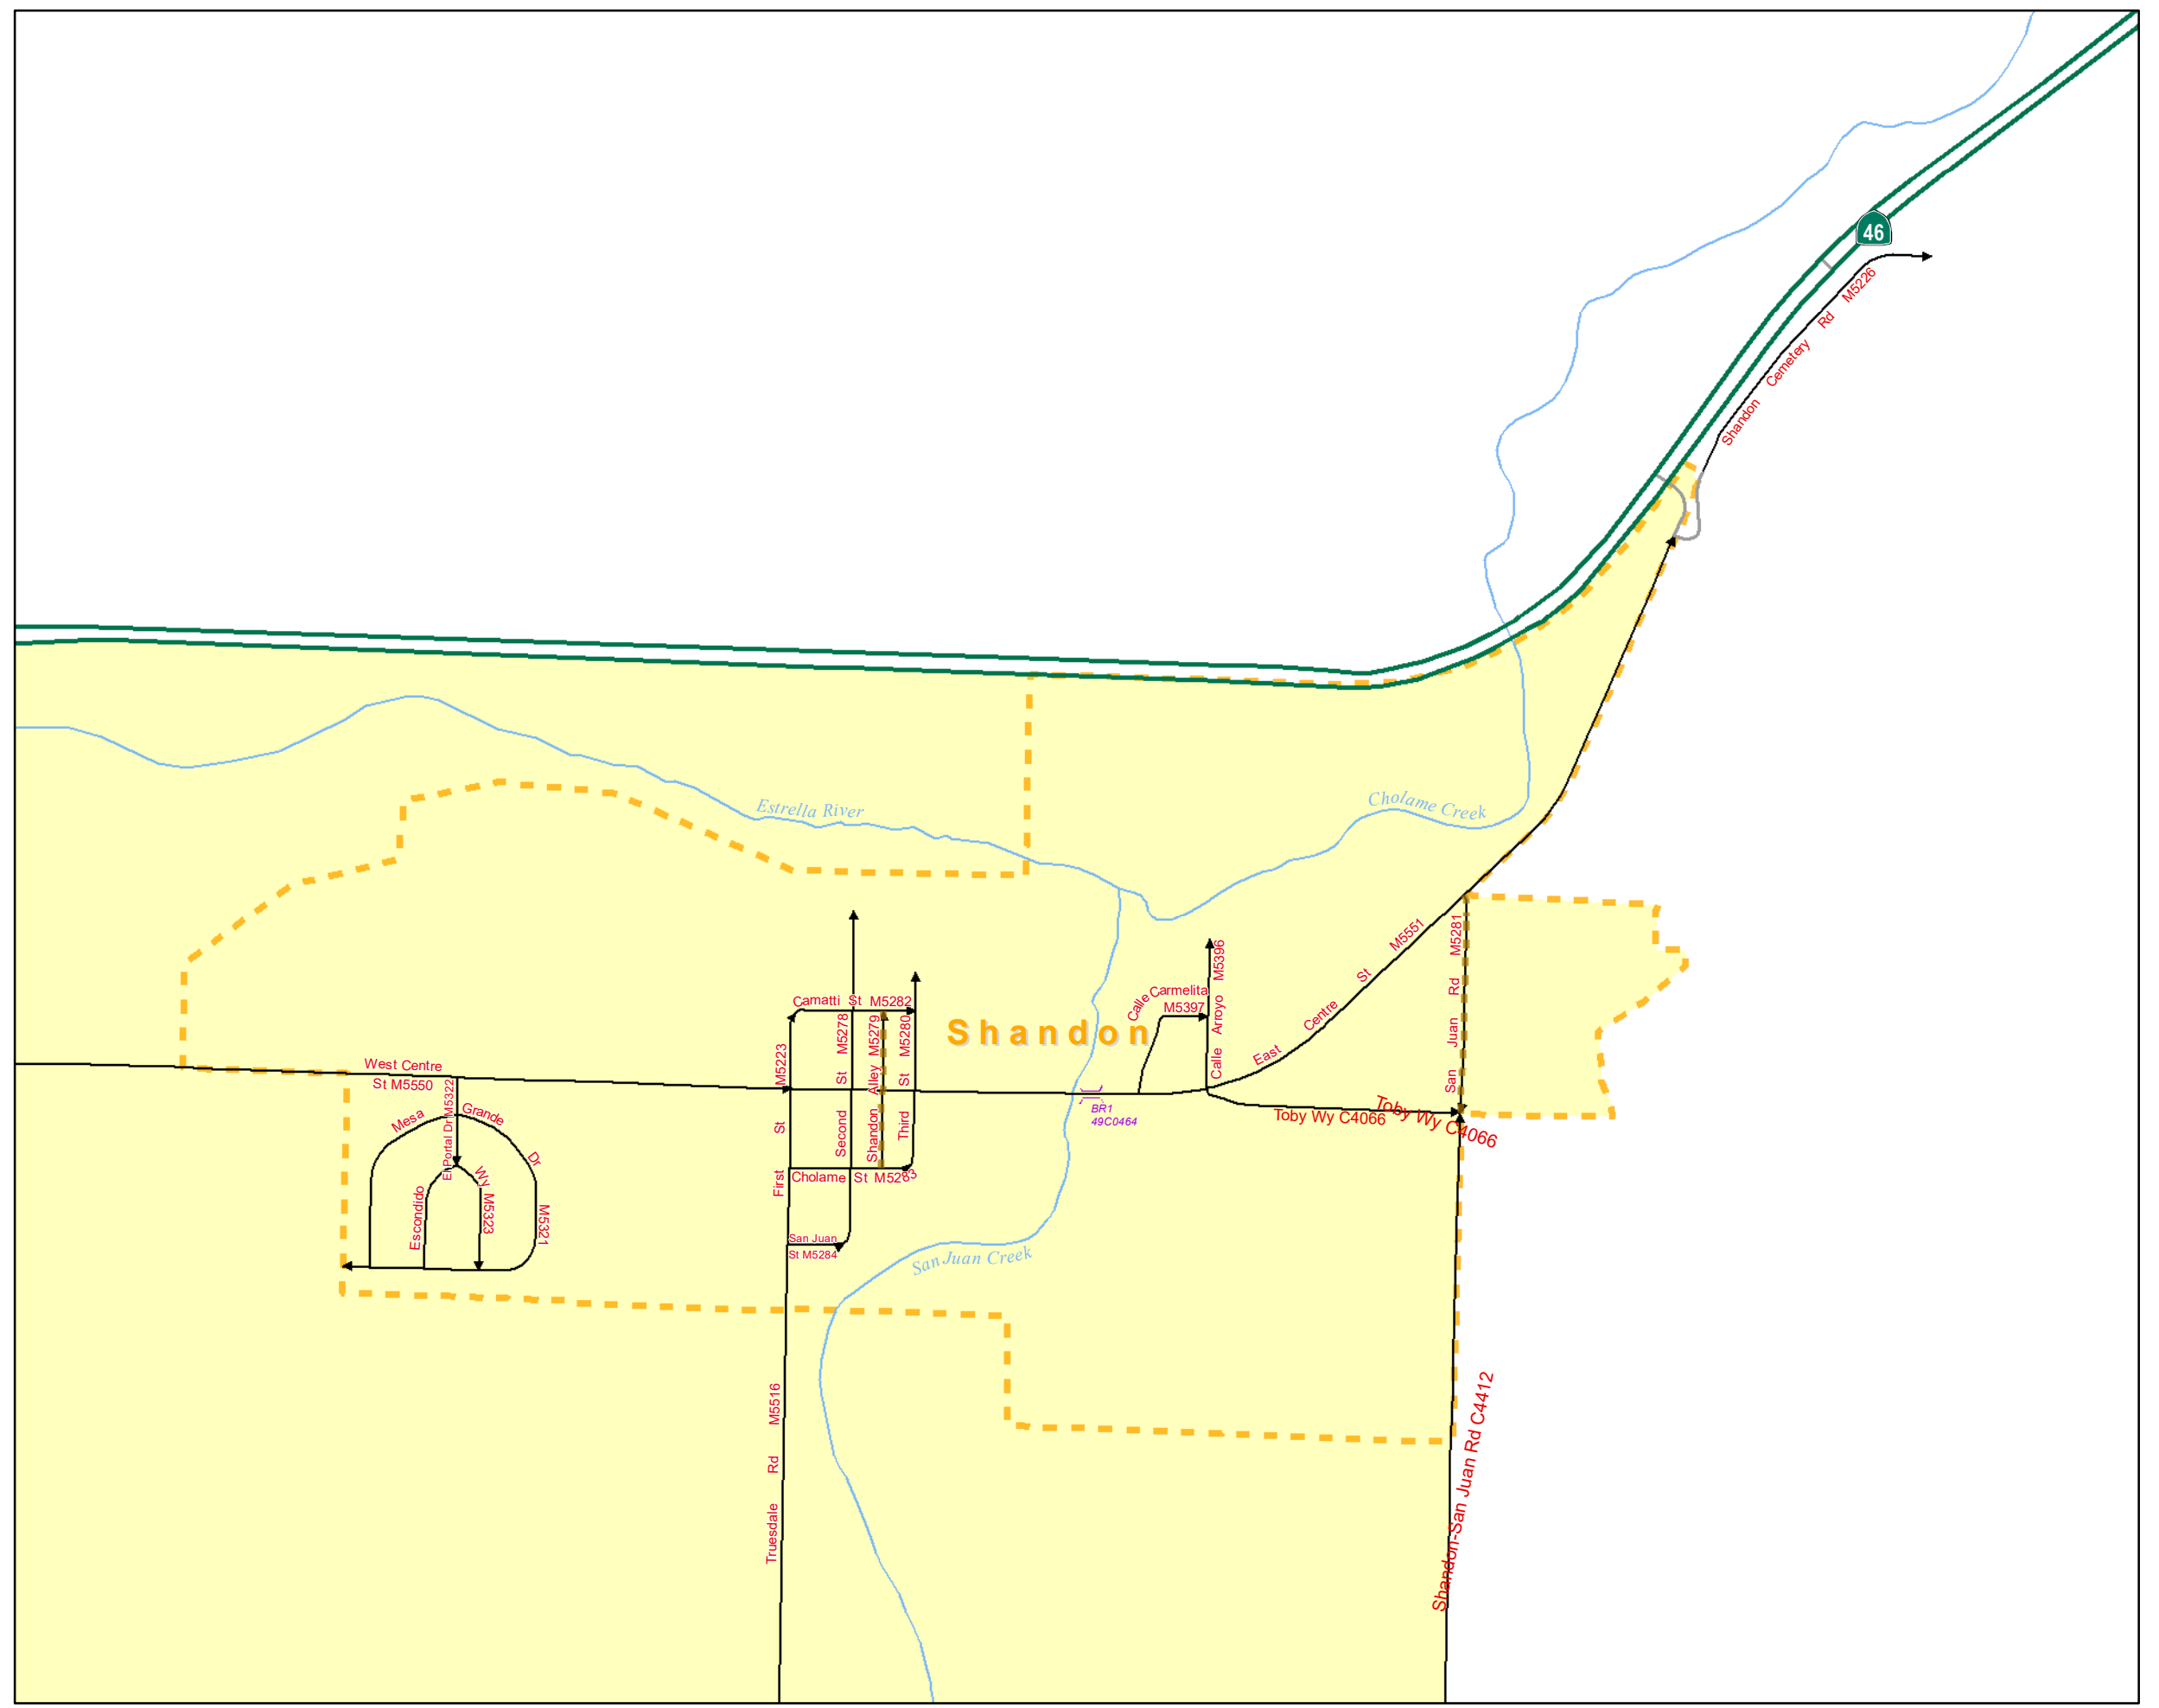 46
Shandon Cemetery Rd M5226
Estrella River
Cholame Creek
East Centre St M5551
San Juan Rd M5281
Calle Carmelita
M5397
Calle Arroyo M5396
Camatti St M5282
Shandon
First St M5223
Second St M5278
Shandon Alley M5279
Third St M5280
West Centre
St M5550
El Portal Dr M5322
Mesa Grande Dr M5321
Escondido Wy M5323
BR1
49C0464
Toby Wy C4066
Toby Wy C4066
Cholame St M5283
San Juan
St M5284
San Juan Creek
Truesdale Rd M5516
Shandon-San Juan Rd C4412